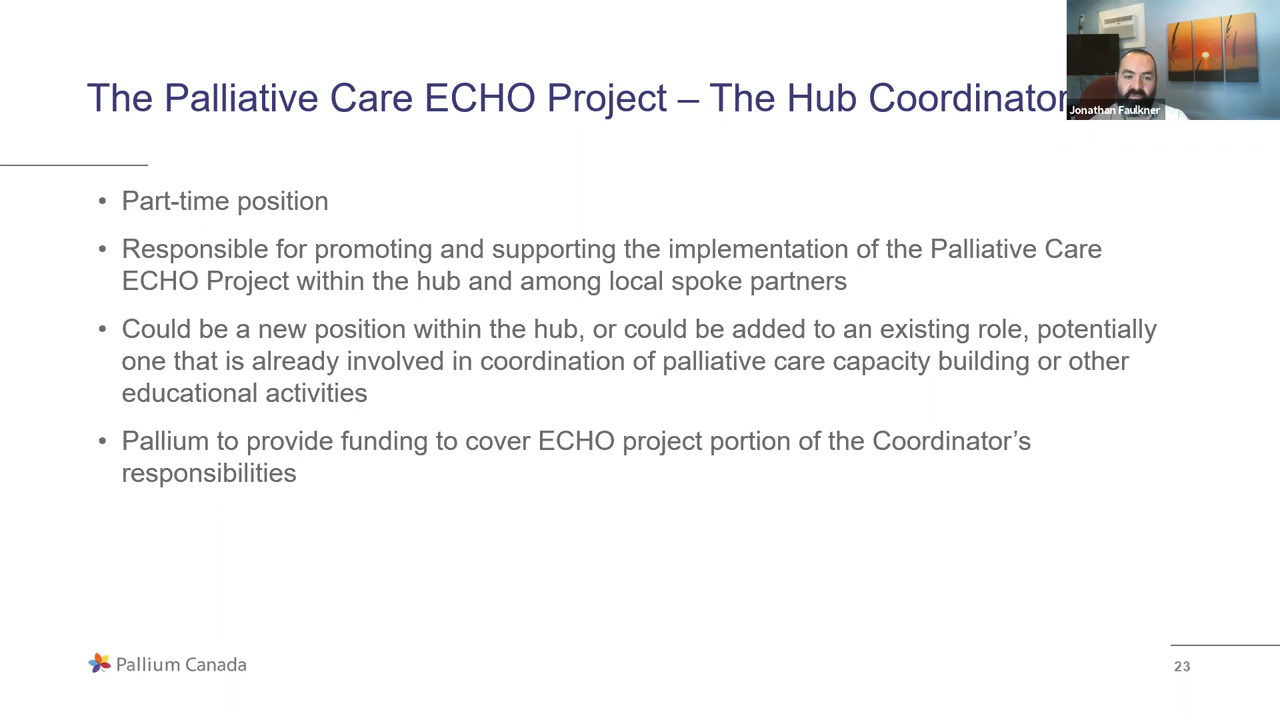 The Palliative Care ECHO Project – The Hub Coordinator
Jonathan Faulkner
• Part-time position
• Responsible for promoting and supporting the implementation of the Palliative Care
ECHO Project within the hub and among local spoke partners
• Could be a new position within the hub, or could be added to an existing role, potentially
one that is already involved in coordination of palliative care capacity building or other
educational activities
• Pallium to provide funding to cover ECHO project portion of the Coordinator’s
responsibilities
Pallium Canada
23